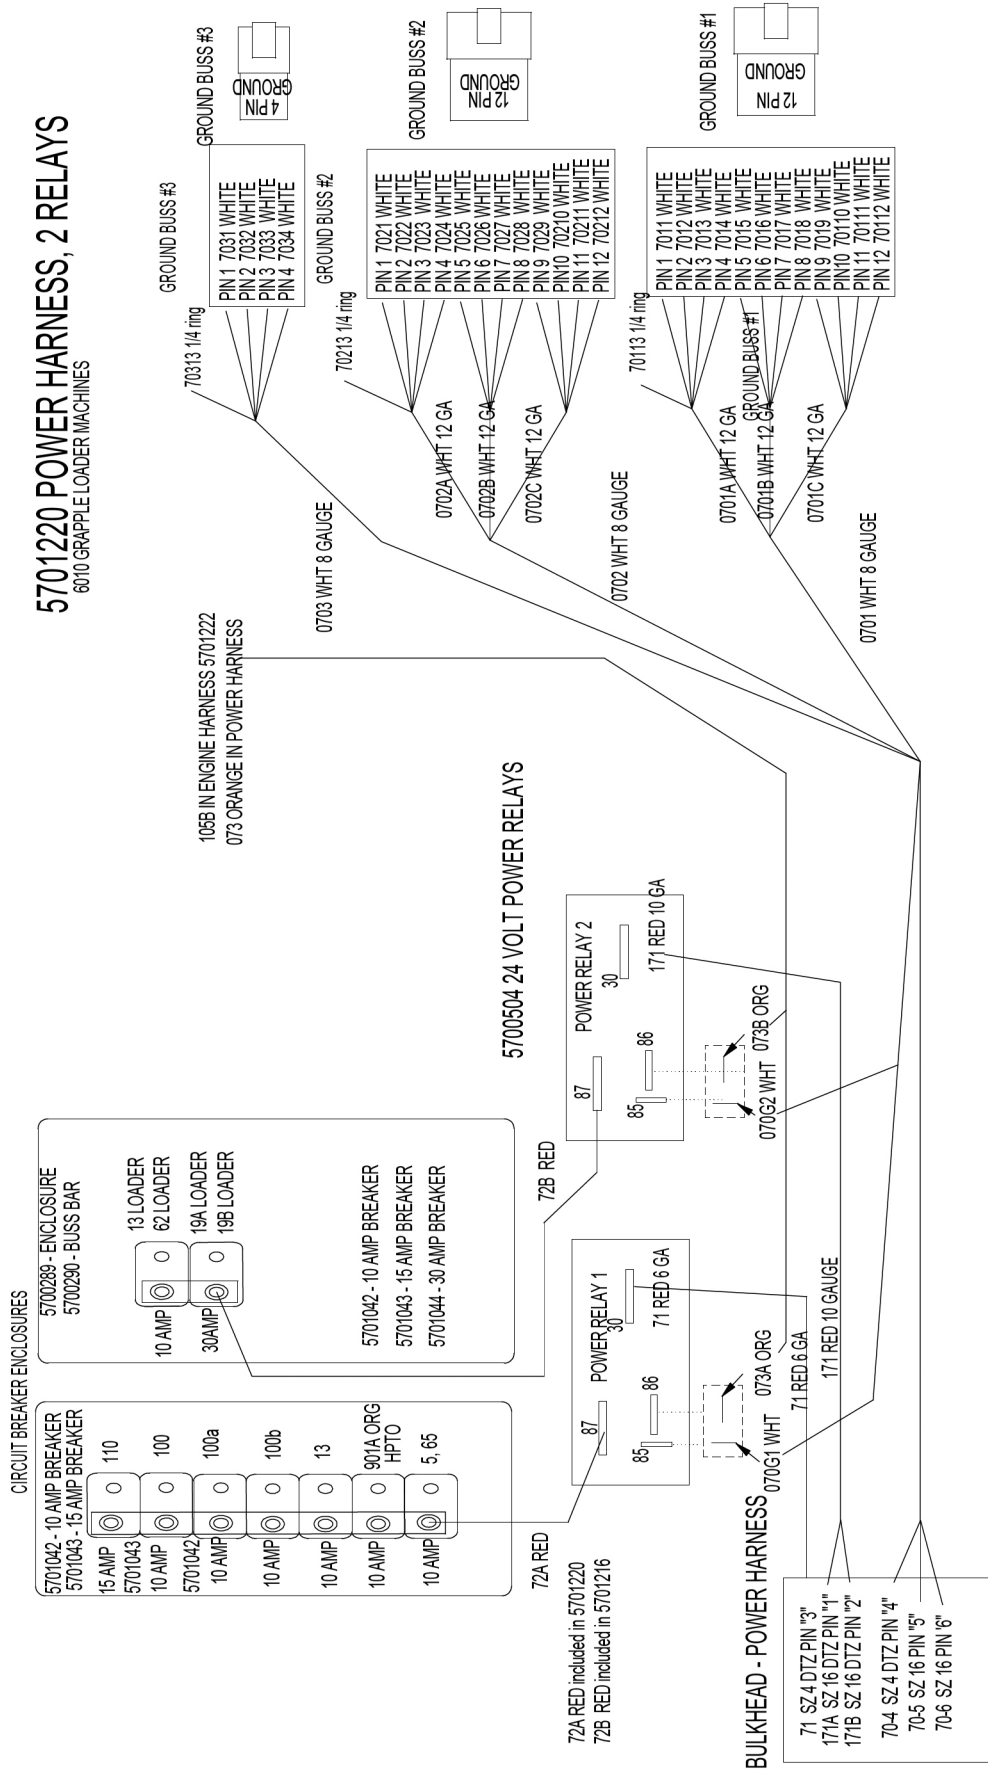 5701220 POWER HARNESS, 2 RELAYS
6010 GRAPPLE LOADER MACHINES
CIRCUIT BREAKER ENCLOSURES
5701042 - 10 AMP BREAKER
5701043 - 15 AMP BREAKER
15 AMP
5701043
110
10 AMP
5701042
100
10 AMP
100a
10 AMP
100b
10 AMP
13
10 AMP
901A ORG
HPTO
10 AMP
5, 65
5700289 - ENCLOSURE
5700290 - BUSS BAR
10 AMP
13 LOADER
62 LOADER
30AMP
19A LOADER
19B LOADER
5701042 - 10 AMP BREAKER
5701043 - 15 AMP BREAKER
5701044 - 30 AMP BREAKER
105B IN ENGINE HARNESS 5701222
073 ORANGE IN POWER HARNESS
72A RED
72B RED
72A RED included in 5701220
72B RED included in 5701216
5700504 24 VOLT POWER RELAYS
POWER RELAY 1
87
30
71 RED 6 GA
86
85
073A ORG
070G1 WHT
71 RED 6 GA
171 RED 10 GAUGE
POWER RELAY 2
87
30
171 RED 10 GA
86
85
073B ORG
070G2 WHT
BULKHEAD - POWER HARNESS
71 SZ 4 DTZ PIN "3"
171A SZ 16 DTZ PIN "1"
171B SZ 16 DTZ PIN "2"
70-4 SZ 4 DTZ PIN "4"
70-5 SZ 16 PIN "5"
70-6 SZ 16 PIN '6"
0703 WHT 8 GAUGE
0702 WHT 8 GAUGE
0701 WHT 8 GAUGE
70313 1/4 ring
GROUND BUSS #3
PIN 1 7031 WHITE
PIN 2 7032 WHITE
PIN 3 7033 WHITE
PIN 4 7034 WHITE
GROUND BUSS #3
4 PIN
GROUND
70213 1/4 ring
GROUND BUSS #2
0702A WHT 12 GA
0702B WHT 12 GA
0702C WHT 12 GA
PIN 1 7021 WHITE
PIN 2 7022 WHITE
PIN 3 7023 WHITE
PIN 4 7024 WHITE
PIN 5 7025 WHITE
PIN 6 7026 WHITE
PIN 7 7027 WHITE
PIN 8 7028 WHITE
PIN 9 7029 WHITE
PIN10 70210 WHITE
PIN 11 70211 WHITE
PIN 12 70212 WHITE
GROUND BUSS #2
12 PIN
GROUND
70113 1/4 ring
GROUND BUSS #1
0701A WHT 12 GA
0701B WHT 12 GA
0701C WHT 12 GA
PIN 1 7011 WHITE
PIN 2 7012 WHITE
PIN 3 7013 WHITE
PIN 4 7014 WHITE
PIN 5 7015 WHITE
PIN 6 7016 WHITE
PIN 7 7017 WHITE
PIN 8 7018 WHITE
PIN 9 7019 WHITE
PIN10 70110 WHITE
PIN 11 70111 WHITE
PIN 12 70112 WHITE
GROUND BUSS #1
12 PIN
GROUND